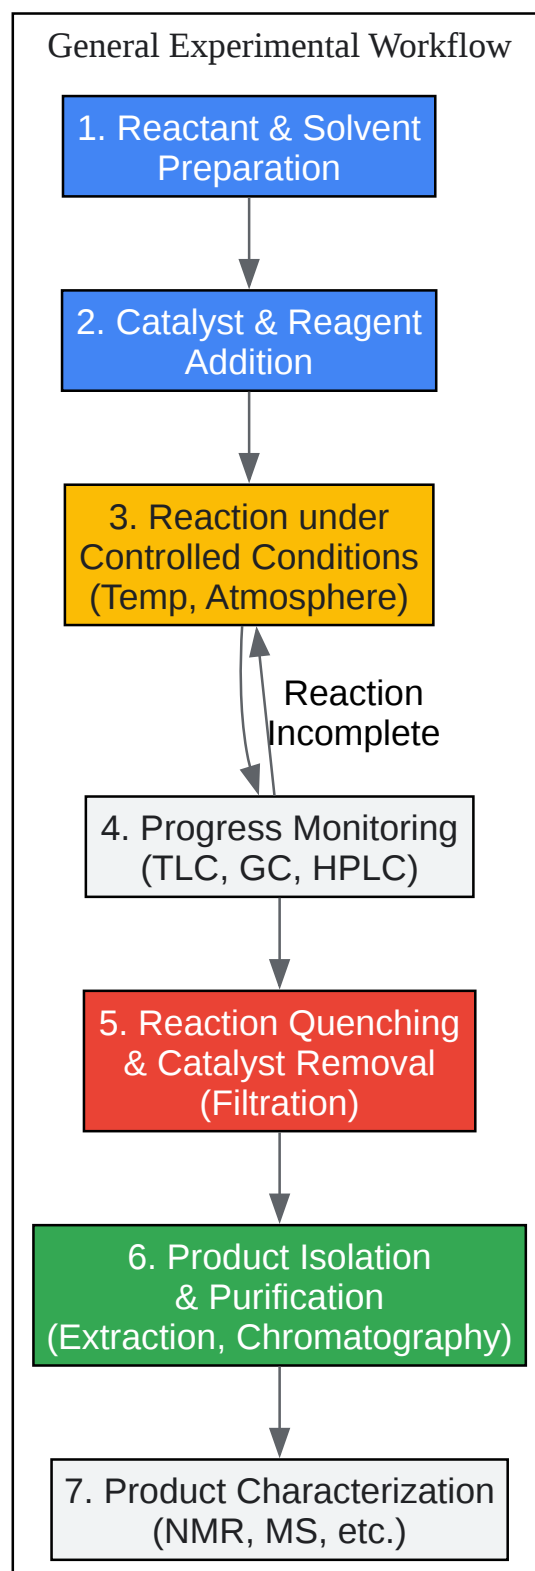 General Experimental Workflow
1. Reactant & Solvent
Preparation
2. Catalyst & Reagent
Addition
3. Reaction under
Controlled Conditions
(Temp, Atmosphere)
Reaction
Incomplete
4. Progress Monitoring
(TLC, GC, HPLC)
5. Reaction Quenching
& Catalyst Removal
(Filtration)
6. Product Isolation
& Purification
(Extraction, Chromatography)
7. Product Characterization
(NMR, MS, etc.)